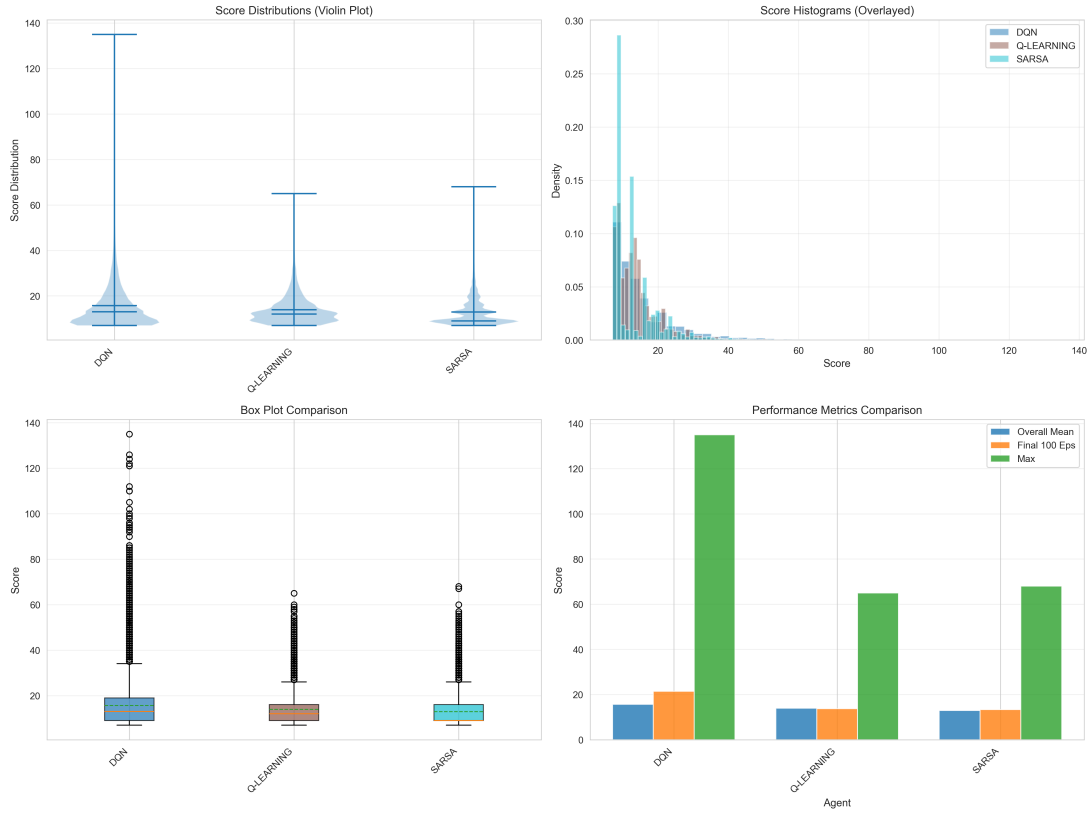 Score Distributions (Violin Plot)
Score Distribution
140
120
100
80
60
40
20
DQN
Q-LEARNING
SARSA
Score Histograms (Overlayed)
Density
0.30
0.25
0.20
0.15
0.10
0.05
0.00
20
40
60
80
100
120
140
Score
DQN
Q-LEARNING
SARSA
Box Plot Comparison
Score
140
120
100
80
60
40
20
DQN
Q-LEARNING
SARSA
Performance Metrics Comparison
Score
140
120
100
80
60
40
20
0
DQN
Q-LEARNING
SARSA
Agent
Overall Mean
Final 100 Eps
Max